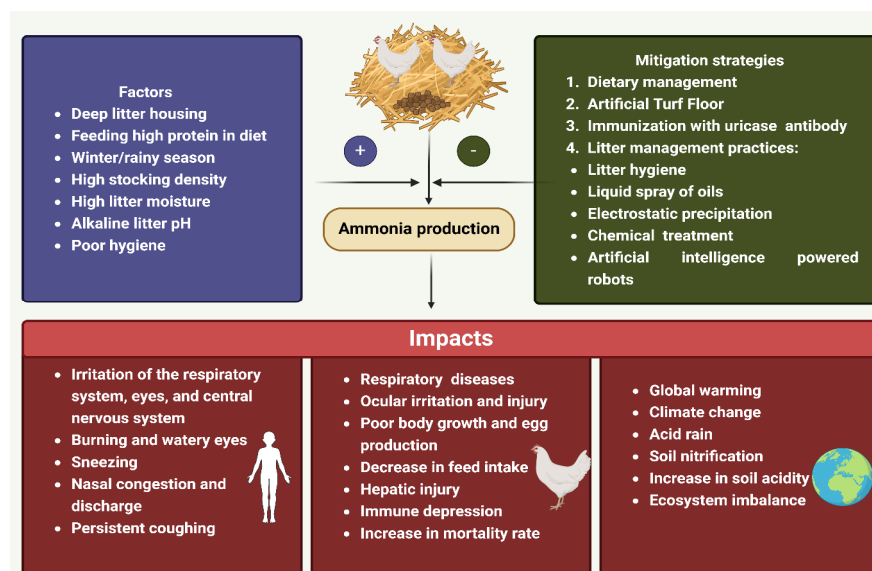 Factors
• Deep litter housing
• Feeding high protein in diet
• Winter/rainy season
• High stocking density
• High litter moisture
• Alkaline litter pH
• Poor hygiene
+
-
Mitigation strategies
1. Dietary management
2. Artificial Turf Floor
3. Immunization with uricase antibody
4. Litter management practices:
• Litter hygiene
• Liquid spray of oils
• Electrostatic precipitation
• Chemical treatment
• Artificial intelligence powered
robots
Ammonia production
Impacts
• Irritation of the respiratory
system, eyes, and central
nervous system
• Burning and watery eyes
• Sneezing
• Nasal congestion and
discharge
• Persistent coughing
• Respiratory diseases
• Ocular irritation and injury
• Poor body growth and egg
production
• Decrease in feed intake
• Hepatic injury
• Immune depression
• Increase in mortality rate
• Global warming
• Climate change
• Acid rain
• Soil nitrification
• Increase in soil acidity
• Ecosystem imbalance